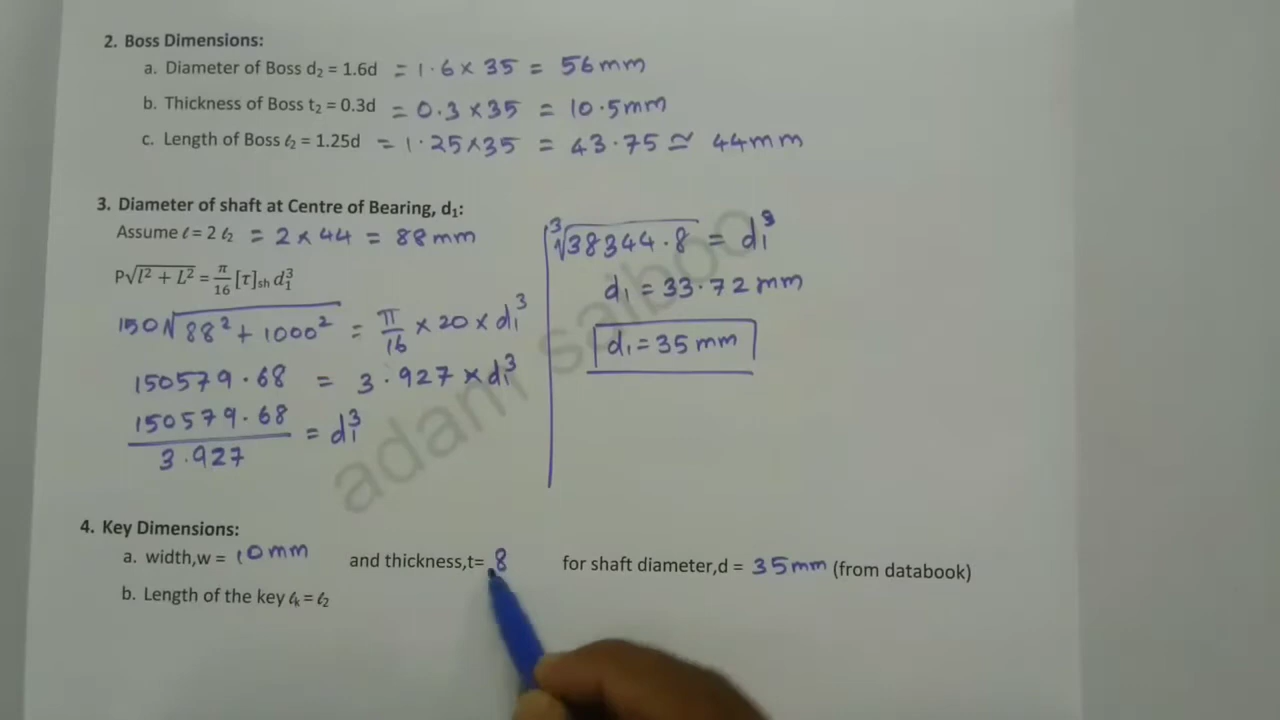 2. Boss Dimensions:
a. Diameter of Boss d₂ = 1.6d = 1.6 × 35 = 56mm
b. Thickness of Boss t₂ = 0.3d = 0.3 × 35 = 10.5mm
c. Length of Boss ℓ₂ = 1.25d = 1.25 × 35 = 43.75 ≅ 44mm
3. Diameter of shaft at Centre of Bearing, d₁:
Assume ℓ = 2 ℓ₂ = 2 × 44 = 88mm
P√(l² + L²) = π/16 [τ]sh d₁³
150√(88² + 1000²) = π/16 × 20 × d₁³
150579.68 = 3.927 × d₁³
150579.68/3.927 = d₁³
³√38344.8 = d₁³
d₁ = 33.72 mm
d₁ = 35 mm
4. Key Dimensions:
a. width,w = 10mm and thickness,t= 8 for shaft diameter,d = 35mm (from databook)
b. Length of the key ℓₖ = ℓ₂
adam saiboo